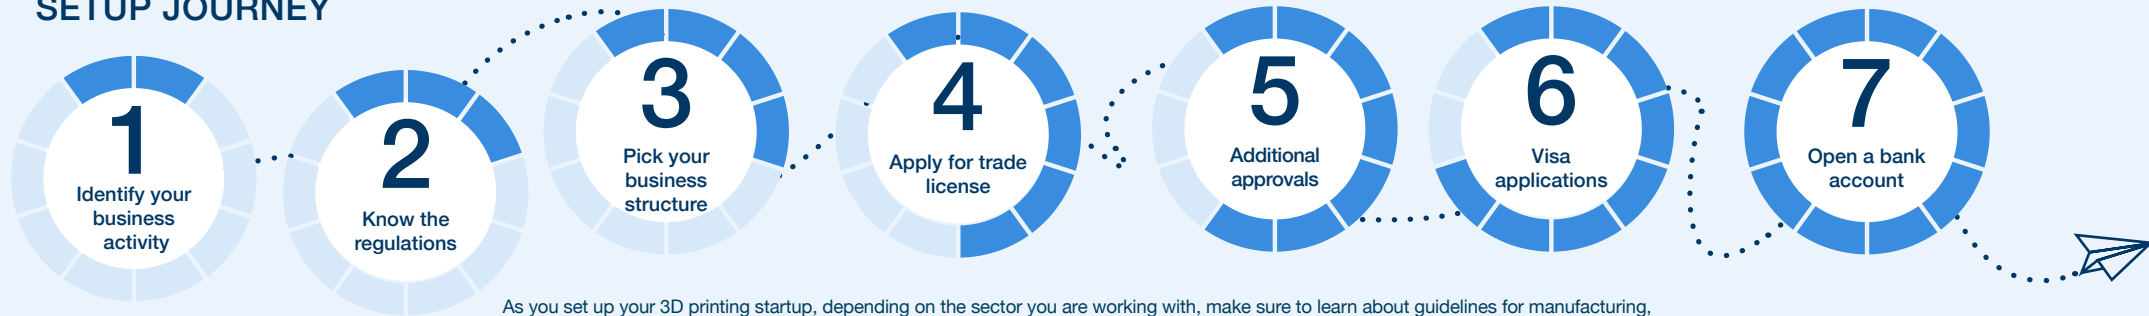 SETUP JOURNEY
1
Identify your
business
activity
2
Know the
regulations
3
Pick your
business
structure
4
Apply for trade
license
5
Additional
approvals
6
Visa
applications
7
Open a bank
account
As you set up your 3D printing startup, depending on the sector you are working with, make sure to learn about guidelines for manufacturing,